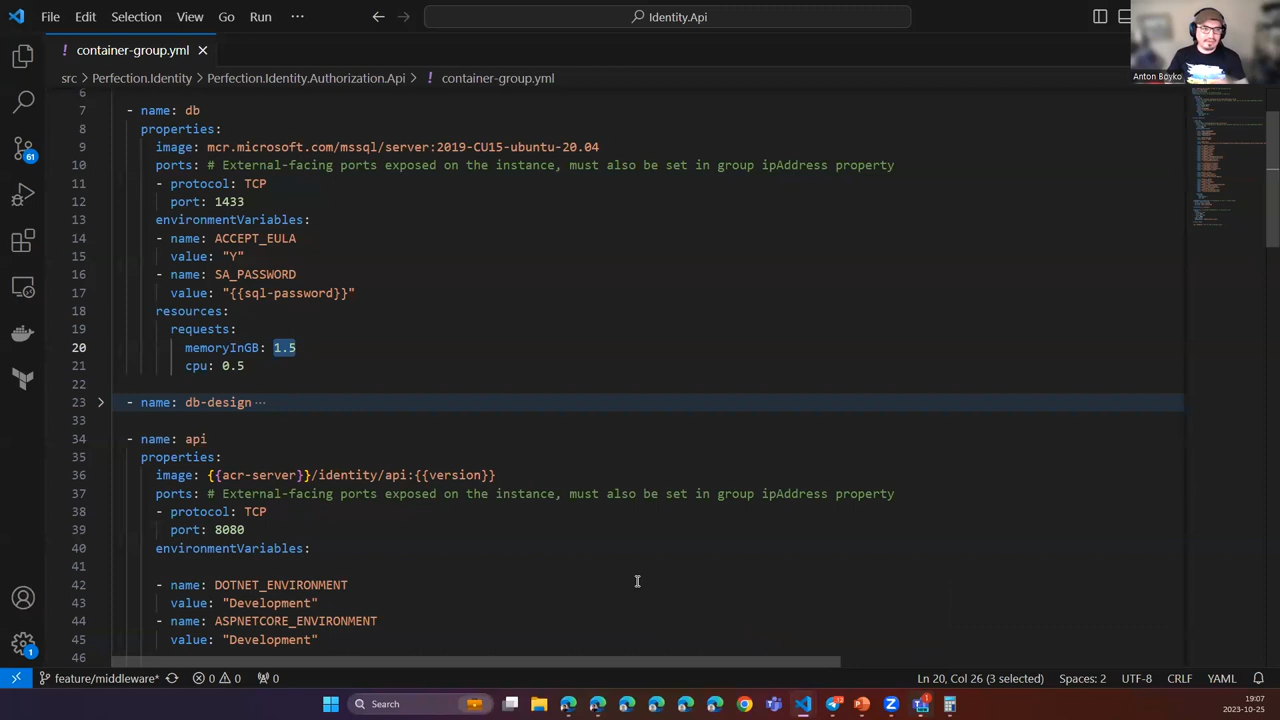 File Edit Selection View Go Run ···
Identity.Api
Anton Boyko
container-group.yml
src > Perfection.Identity > Perfection.Identity.Authorization.Api > ! container-group.yml
6
7 - name: db
8 properties:
9 image: mcr.microsoft.com/mssql/server:2019-CU15-ubuntu-20.04
10 ports: # External-facing ports exposed on the instance, must also be set in group ipAddress property
11 - protocol: TCP
12 port: 1433
13 environmentVariables:
14 - name: ACCEPT_EULA
15 value: "Y"
16 - name: SA_PASSWORD
17 value: "{{sql-password}}"
18 resources:
19 requests:
20 memoryInGB: 1.5
21 cpu: 0.5
22
23 - name: db-design ···
33
34 - name: api
35 properties:
36 image: {{acr-server}}/identity/api:{{version}}
37 ports: # External-facing ports exposed on the instance, must also be set in group ipAddress property
38 - protocol: TCP
39 port: 8080
40 environmentVariables:
41
42 - name: DOTNET_ENVIRONMENT
43 value: "Development"
44 - name: ASPNETCORE_ENVIRONMENT
45 value: "Development"
46
61
1
feature/middleware* 0 0 0 Ln 20, Col 26 (3 selected) Spaces: 2 UTF-8 CRLF YAML
Search
19:07
2023-10-25